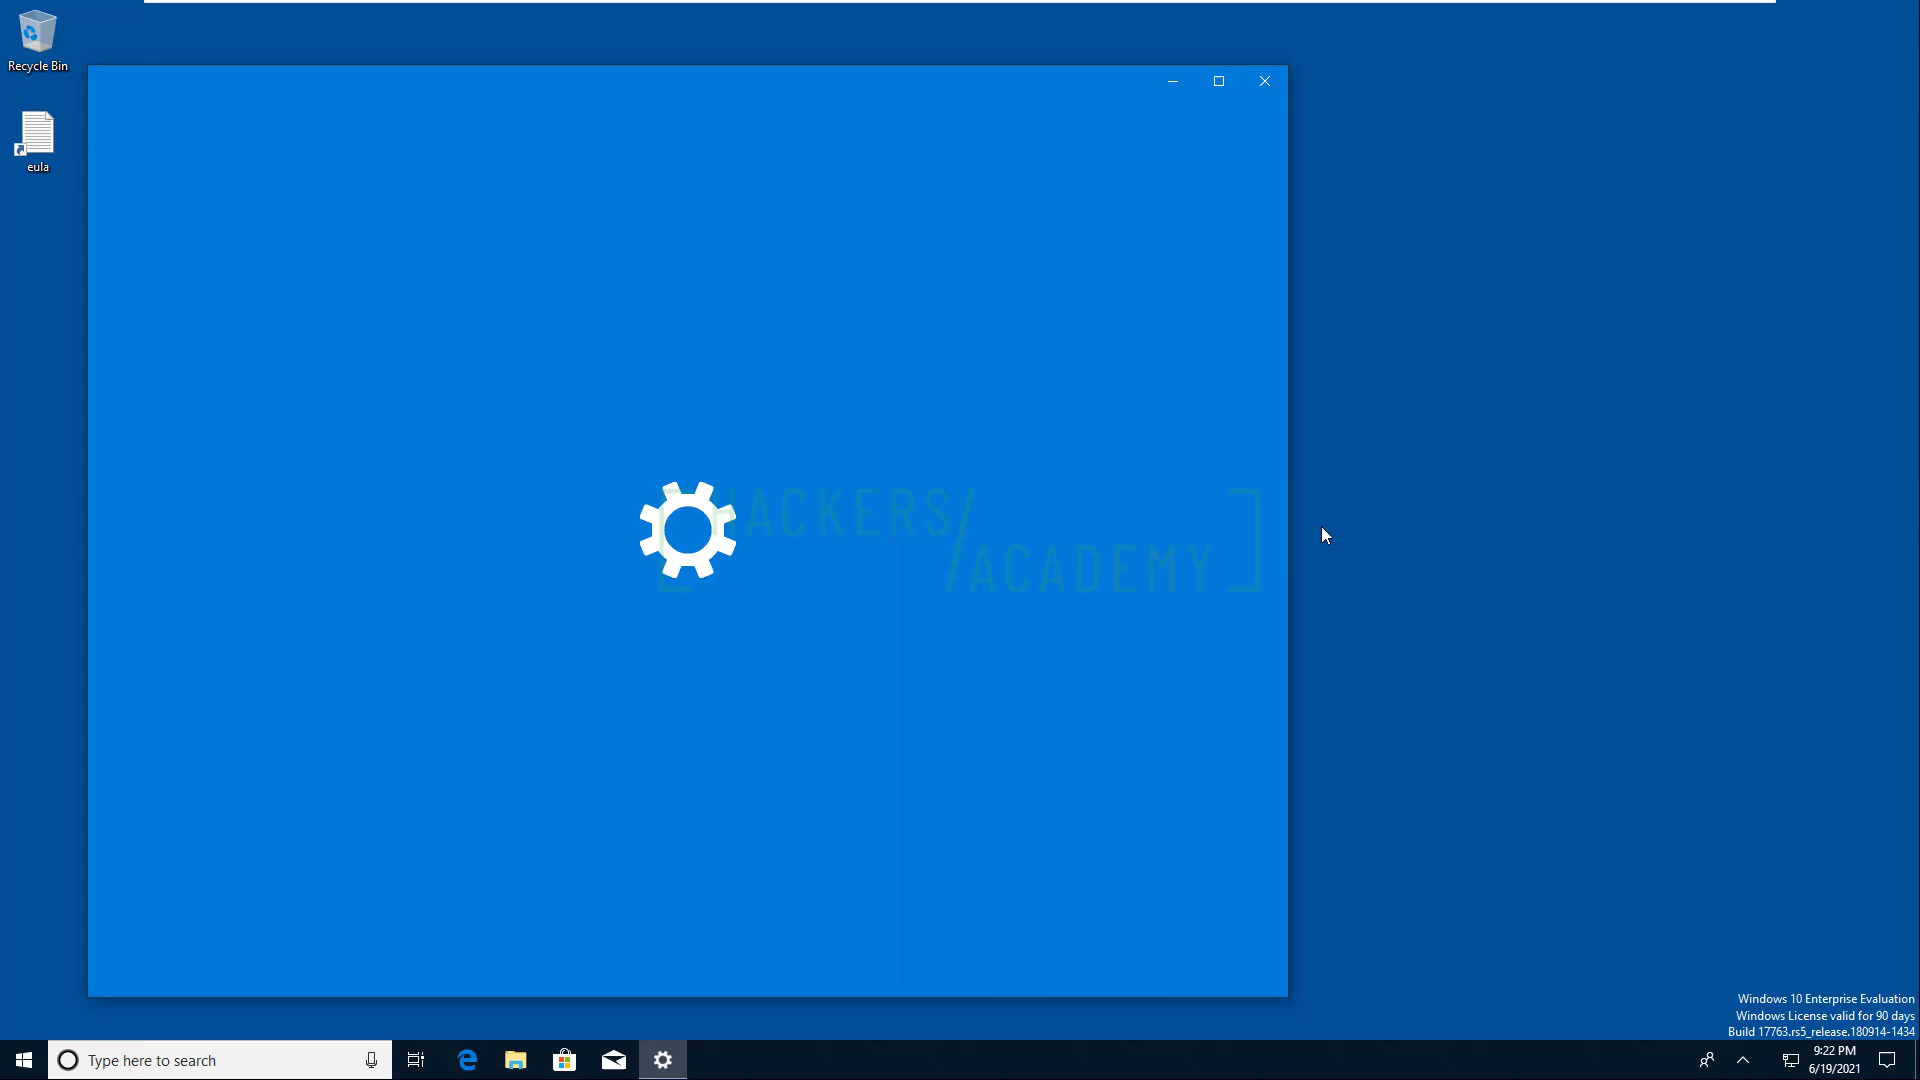 Recycle Bin
eula
[HACKERS/
/ACADEMY]
Windows 10 Enterprise Evaluation
Windows License valid for 90 days
Build 17763.rs5_release.180914-1434
Type here to search
9:22 PM
6/19/2021